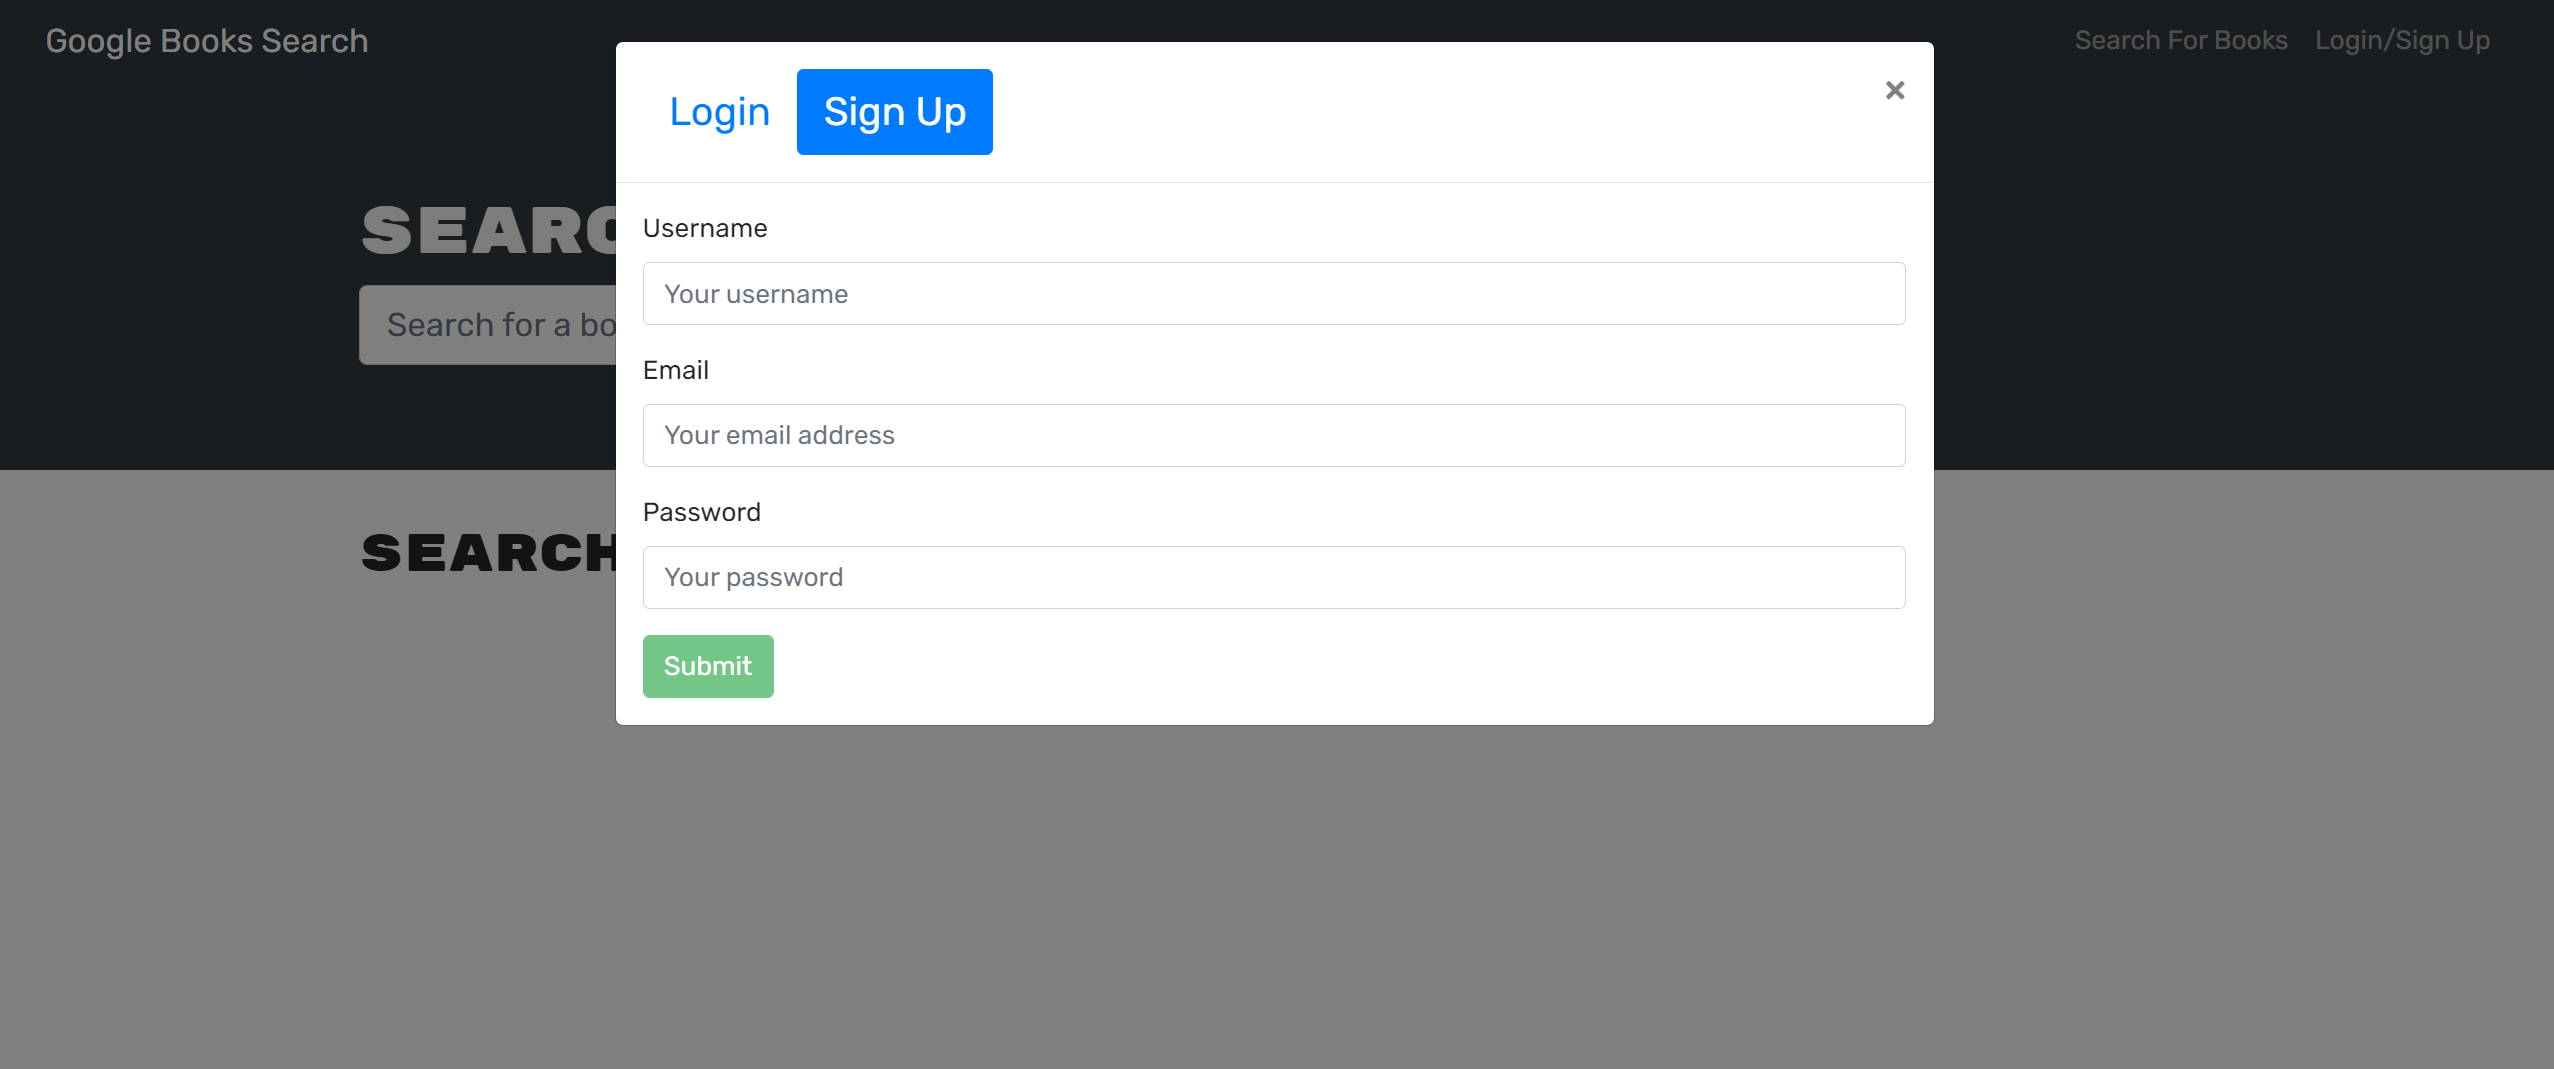 Google Books Search
Search For Books Login/Sign Up
Login Sign Up ×
SEARC
Search for a bo
Username
Your username
Email
Your email address
Password
SEARCH
Your password
Submit